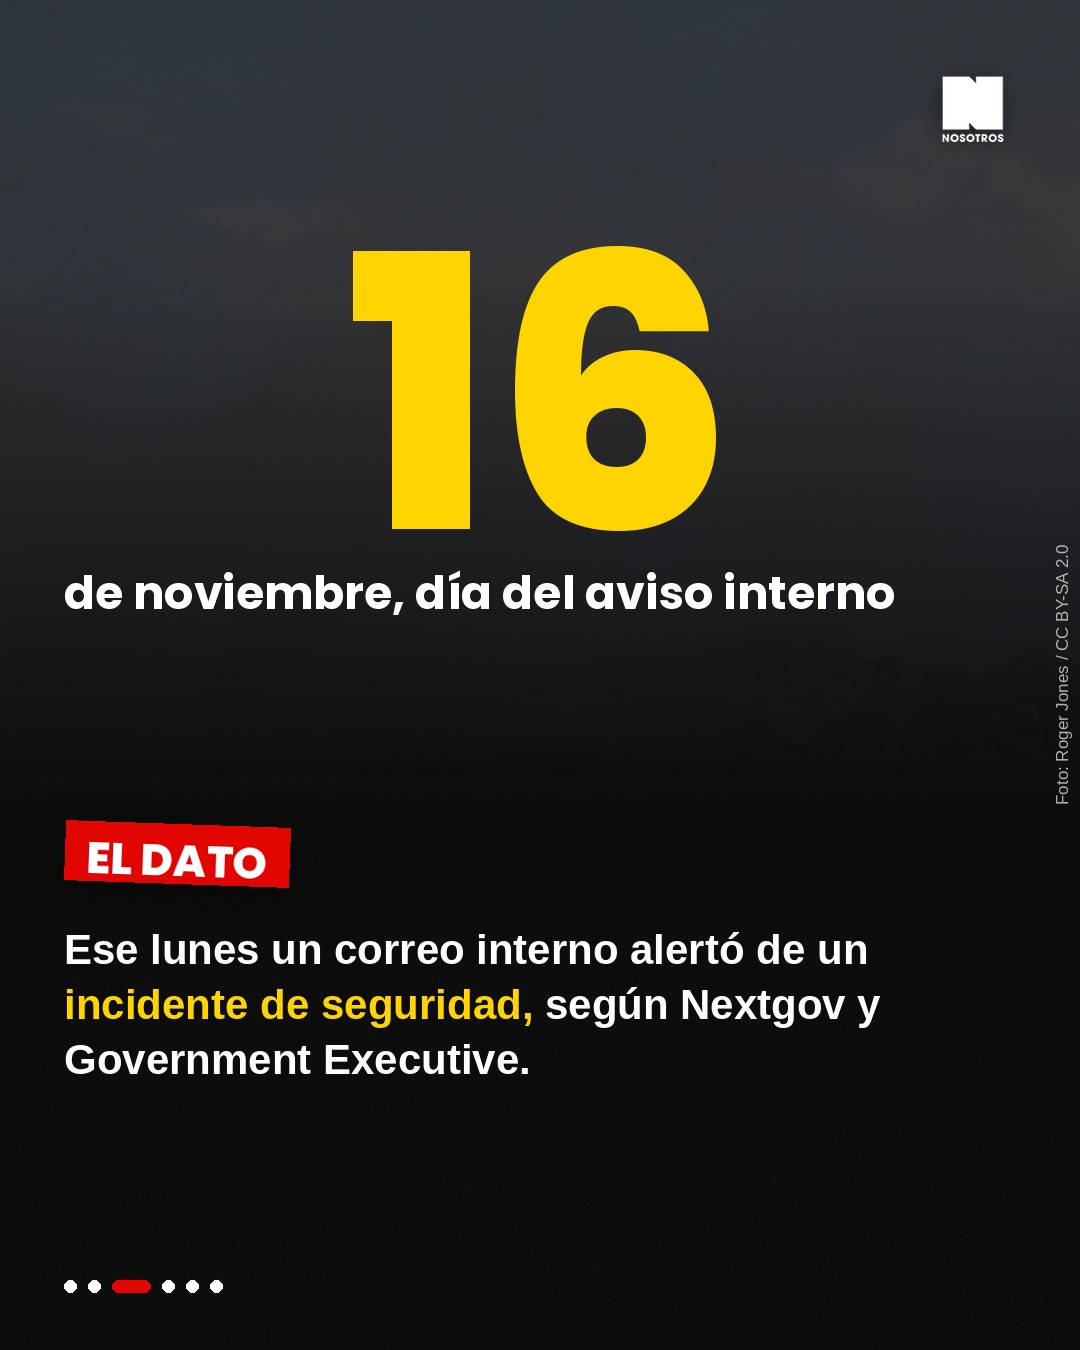 N
NOSOTROS
16
de noviembre, día del aviso interno
Foto: Roger Jones / CC BY-SA 2.0
EL DATO
Ese lunes un correo interno alertó de un
incidente de seguridad, según Nextgov y
Government Executive.